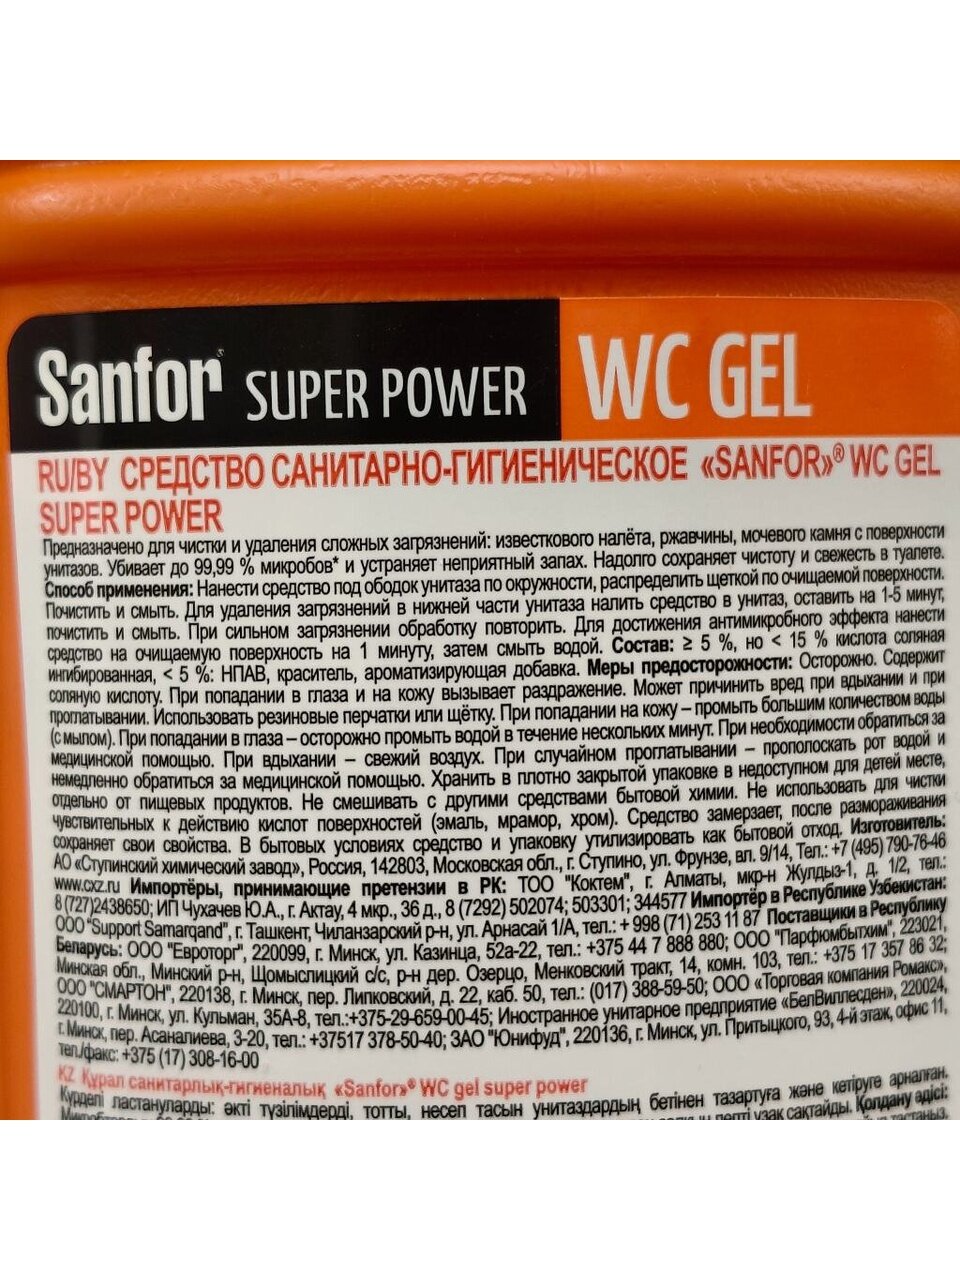 Sanfor® SUPER POWER WC GEL
RU/BY СРЕДСТВО САНИТАРНО-ГИГИЕНИЧЕСКОЕ «SANFOR»® WC GEL
SUPER POWER
Предназначено для чистки и удаления сложных загрязнений: известкового налёта, ржавчины, мочевого камня с поверхности
унитазов. Убивает до 99,99 % микробов* и устраняет неприятный запах. Надолго сохраняет чистоту и свежесть в туалете.
Способ применения: Нанести средство под ободок унитаза по окружности, распределить щеткой по очищаемой поверхности.
Почистить и смыть. Для удаления загрязнений в нижней части унитаза налить средство в унитаз, оставить на 1-5 минут,
почистить и смыть. При сильном загрязнении обработку повторить. Для достижения антимикробного эффекта нанести
средство на очищаемую поверхность на 1 минуту, затем смыть водой. Состав: ≥ 5 %, но < 15 % кислота соляная
ингибированная, < 5 %: НПАВ, краситель, ароматизирующая добавка. Меры предосторожности: Осторожно. Содержит
соляную кислоту. При попадании в глаза и на кожу вызывает раздражение. Может причинить вред при вдыхании и при
проглатывании. Использовать резиновые перчатки или щётку. При попадании на кожу – промыть большим количеством воды
(с мылом). При попадании в глаза – осторожно промыть водой в течение нескольких минут. При необходимости обратиться за
медицинской помощью. При вдыхании – свежий воздух. При случайном проглатывании – прополоскать рот водой и
немедленно обратиться за медицинской помощью. Хранить в плотно закрытой упаковке в недоступном для детей месте,
отдельно от пищевых продуктов. Не смешивать с другими средствами бытовой химии. Не использовать для чистки
чувствительных к действию кислот поверхностей (эмаль, мрамор, хром). Средство замерзает, после размораживания
сохраняет свои свойства. В бытовых условиях средство и упаковку утилизировать как бытовой отход. Изготовитель:
АО «Ступинский химический завод», Россия, 142803, Московская обл., г. Ступино, ул. Фрунзе, вл. 9/14, Тел.: +7 (495) 790-76-46
www.cxz.ru Импортёры, принимающие претензии в РК: ТОО "Коктем", г. Алматы, мкр-н Жулдыз-1, д. 1/2, тел.:
8 (727)2438650; ИП Чухачев Ю.А., г. Актау, 4 мкр., 36 д., 8 (7292) 502074; 503301; 344577 Импортёр в Республике Узбекистан:
ООО "Support Samarqand", г. Ташкент, Чиланзарский р-н, ул. Арнасай 1/А, тел.: + 998 (71) 253 11 87 Поставщики в Республику
Беларусь: ООО "Евроторг", 220099, г. Минск, ул. Казинца, 52а-22, тел.: +375 44 7 888 880; ООО "Парфюмбытхим", 223021,
Минская обл., Минский р-н, Щомыслицкий с/с, р-н дер. Озерцо, Менковский тракт, 14, комн. 103, тел.: +375 17 357 86 32;
ООО "СМАРТОН", 220138, г. Минск, пер. Липковский, д. 22, каб. 50, тел.: (017) 388-59-50; ООО «Торговая компания Ромакс»,
220100, г. Минск, ул. Кульман, 35А-8, тел.:+375-29-659-00-45; Иностранное унитарное предприятие «БелВиллесден», 220024,
г. Минск, пер. Асаналиева, 3-20, тел.: +37517 378-50-40; ЗАО "Юнифуд", 220136, г. Минск, ул. Притыцкого, 93, 4-й этаж, офис 11,
тел./факс: +375 (17) 308-16-00
KZ Құрал санитарлық-гигиеналық «Sanfor»® WC gel super power
Күрделі ластануларды: әкті түзілімдерді, тотты, несеп тасын унитаздардың бетінен тазартуға және кетіруге арналған.
ұзақ сақтайды. Қолдану әдісі: